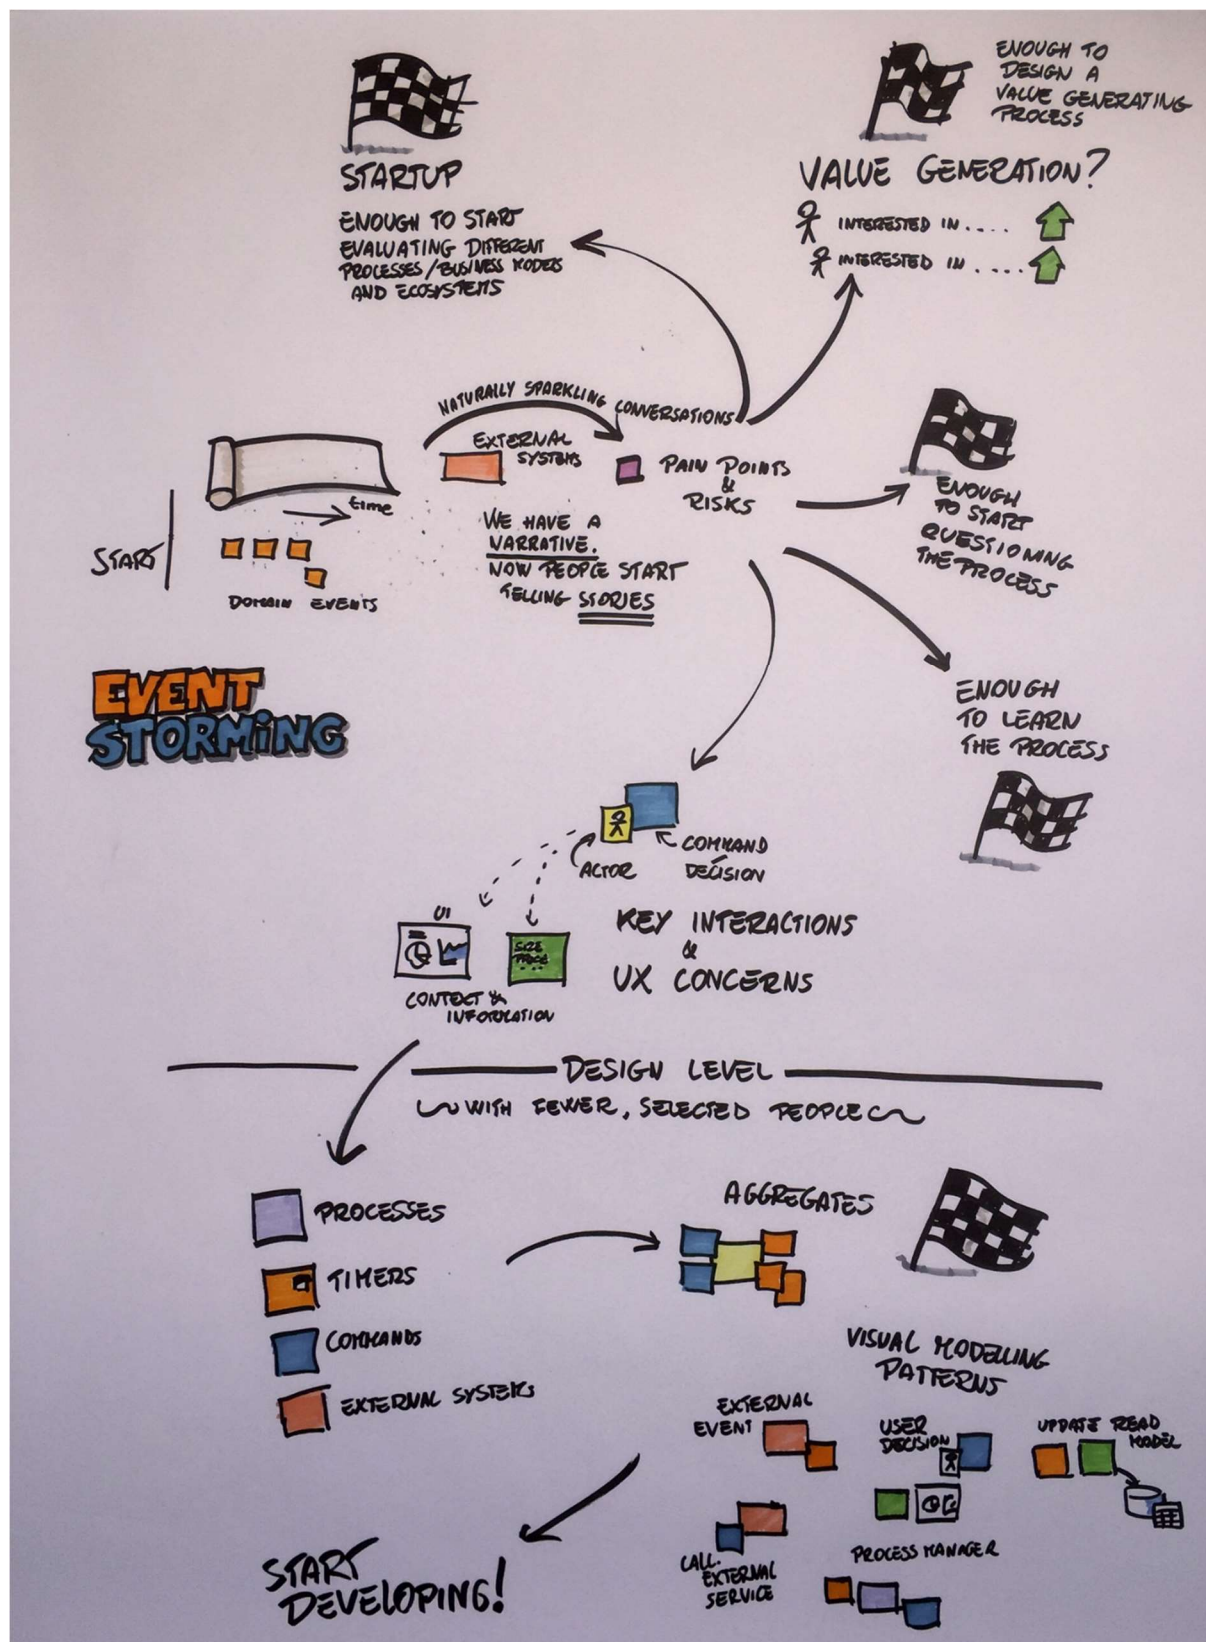 STARTUP
ENOUGH TO START
EVALUATING DIFFERENT
PROCESSES/BUSINESS MODELS
AND ECOSYSTEMS
ENOUGH TO
DESIGN A
VALUE GENERATING
PROCESS
VALUE GENERATION?
INTERESTED IN....
INTERESTED IN.....
NATURALLY SPARKLING CONVERSATIONS
EXTERNAL
SYSTEMS
PAIN POINTS
&
RISKS
time
START
DOMAIN EVENTS
WE HAVE A
NARRATIVE.
NOW PEOPLE START
TELLING STORIES
ENOUGH
TO START
QUESTIONING
THE PROCESS
EVENT
STORMiNG
ENOUGH
TO LEARN
THE PROCESS
ACTOR
COMMAND
DECISION
UI
SIZE
PRICE
...
CONTEXT &
INFORMATION
KEY INTERACTIONS
&
UX CONCERNS
DESIGN LEVEL
WITH FEWER, SELECTED PEOPLE
PROCESSES
TIMERS
COMMANDS
EXTERNAL SYSTEMS
AGGREGATES
VISUAL MODELLING
PATTERNS
EXTERNAL
EVENT
USER
DECISION
UPDATE READ
MODEL
CALL.
EXTERNAL
SERVICE
PROCESS MANAGER
START
DEVELOPING!